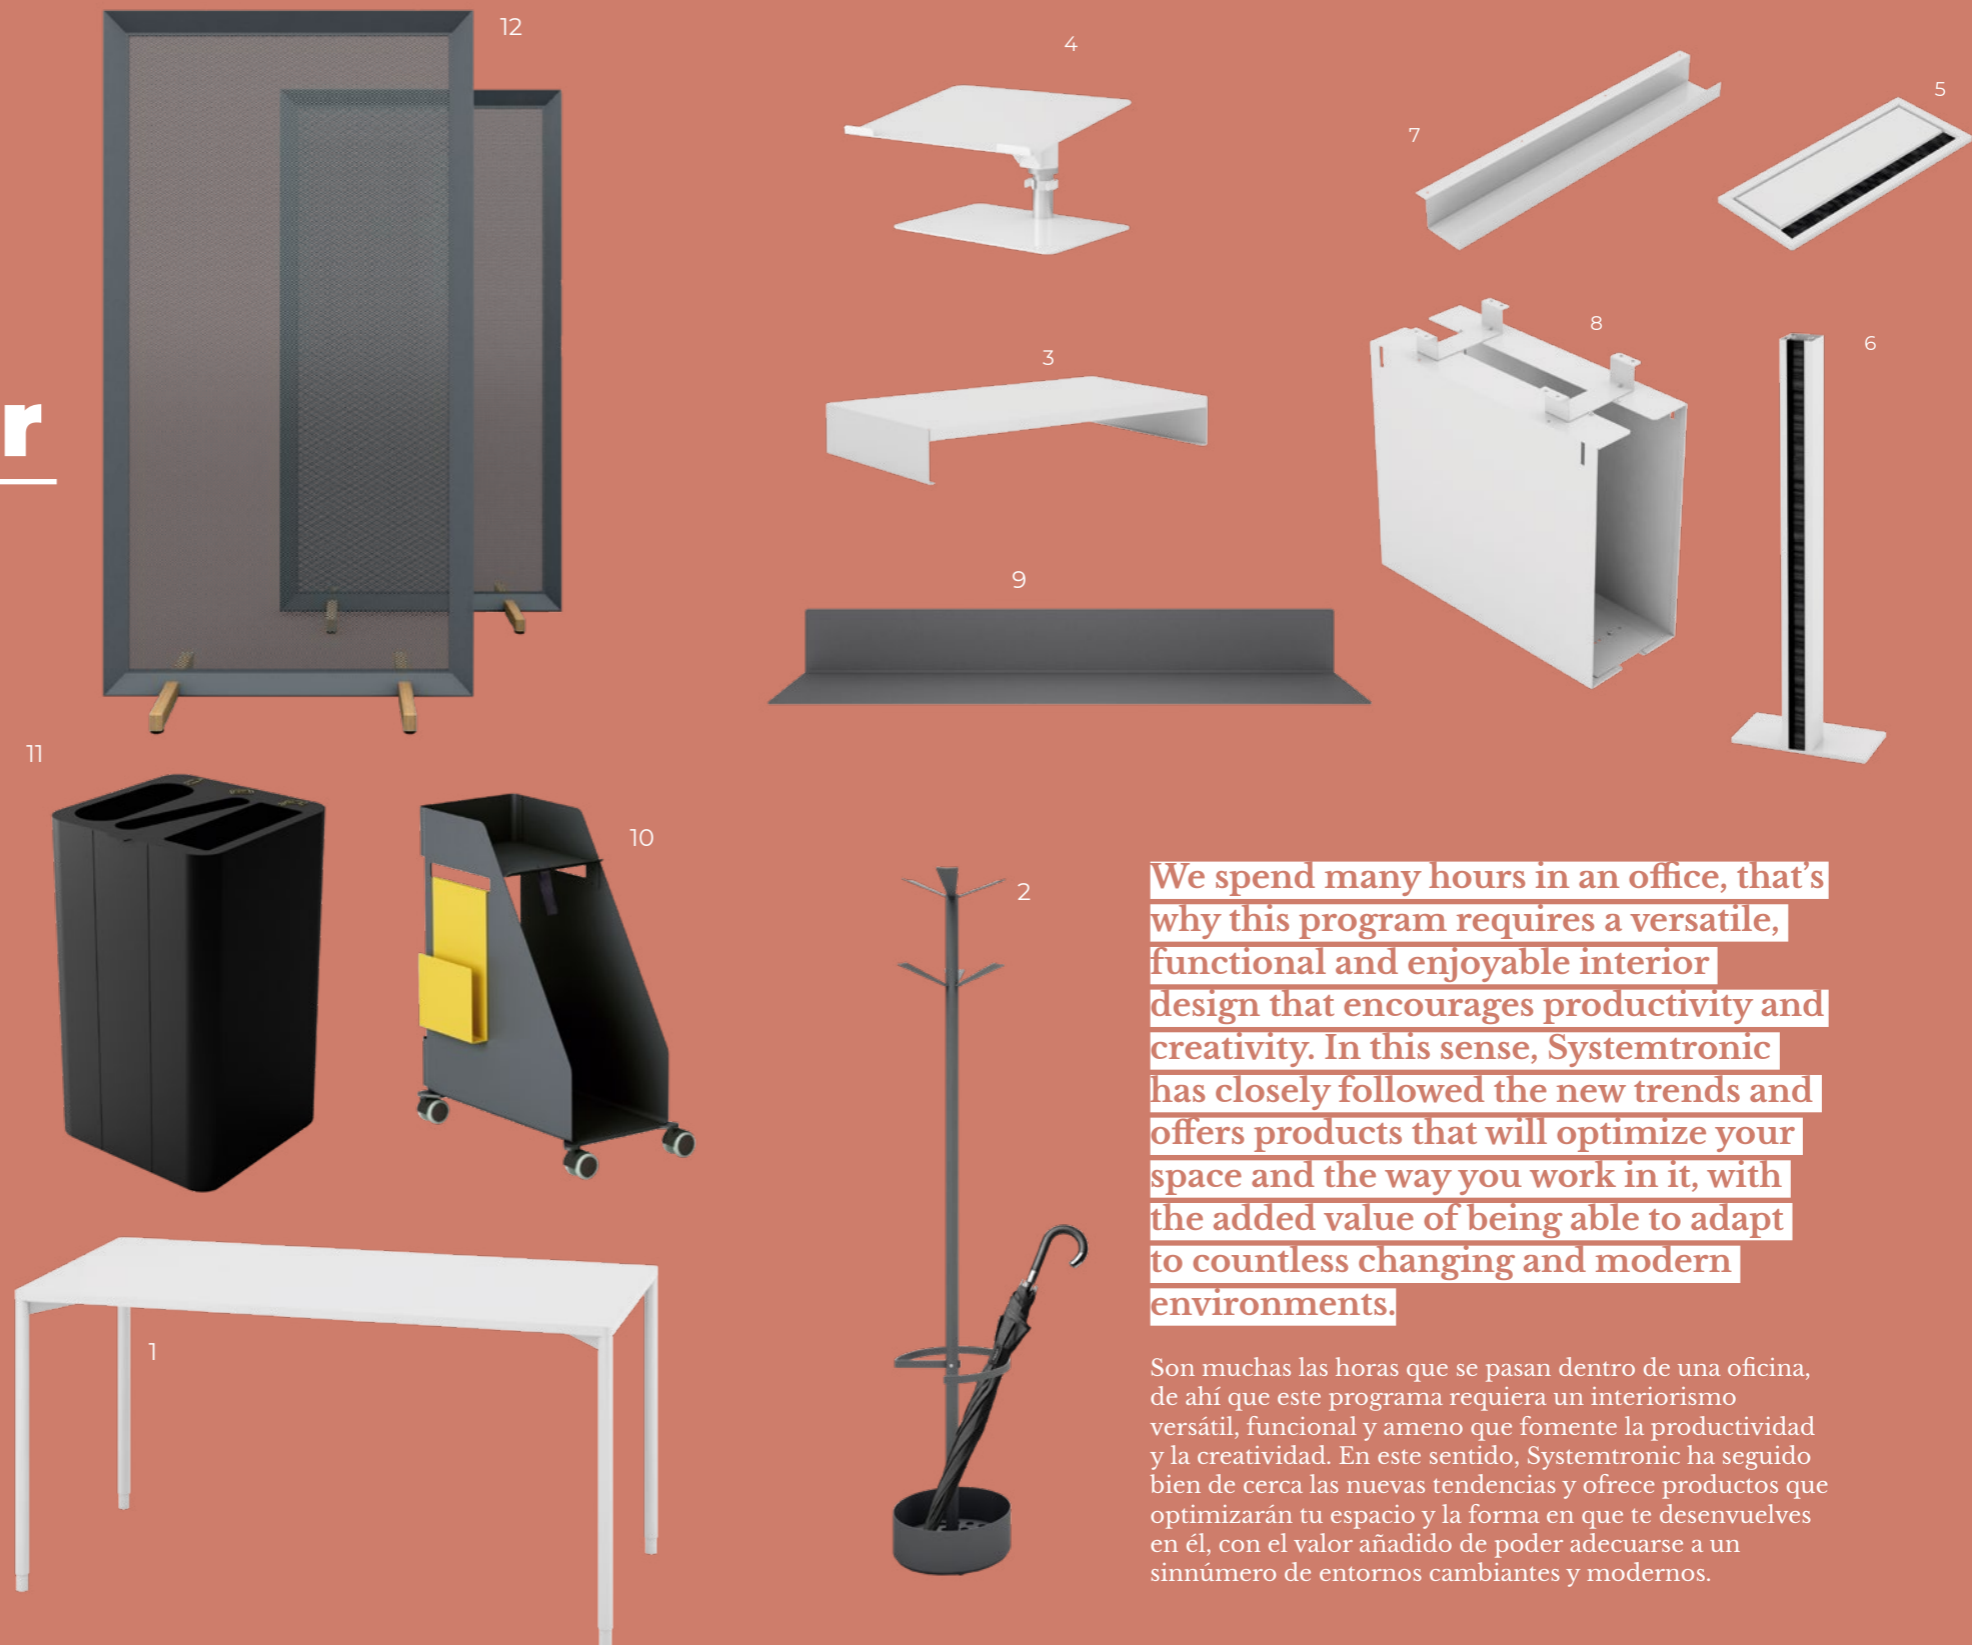 12
4
5
7
8
3
6
r
9
11
10
2
We spend many hours in an office, that's
why this program requires a versatile,
functional and enjoyable interior
design that encourages productivity and
creativity. In this sense, Systemtronic
has closely followed the new trends and
offers products that will optimize your
space and the way you work in it, with
the added value of being able to adapt
to countless changing and modern
environments.
1
Son muchas las horas que se pasan dentro de una oficina,
de ahí que este programa requiera un interiorismo
versátil, funcional y ameno que fomente la productividad
y la creatividad. En este sentido, Systemtronic ha seguido
bien de cerca las nuevas tendencias y ofrece productos que
optimizarán tu espacio y la forma en que te desenvuelves
en él, con el valor añadido de poder adecuarse a un
sinnúmero de entornos cambiantes y modernos.